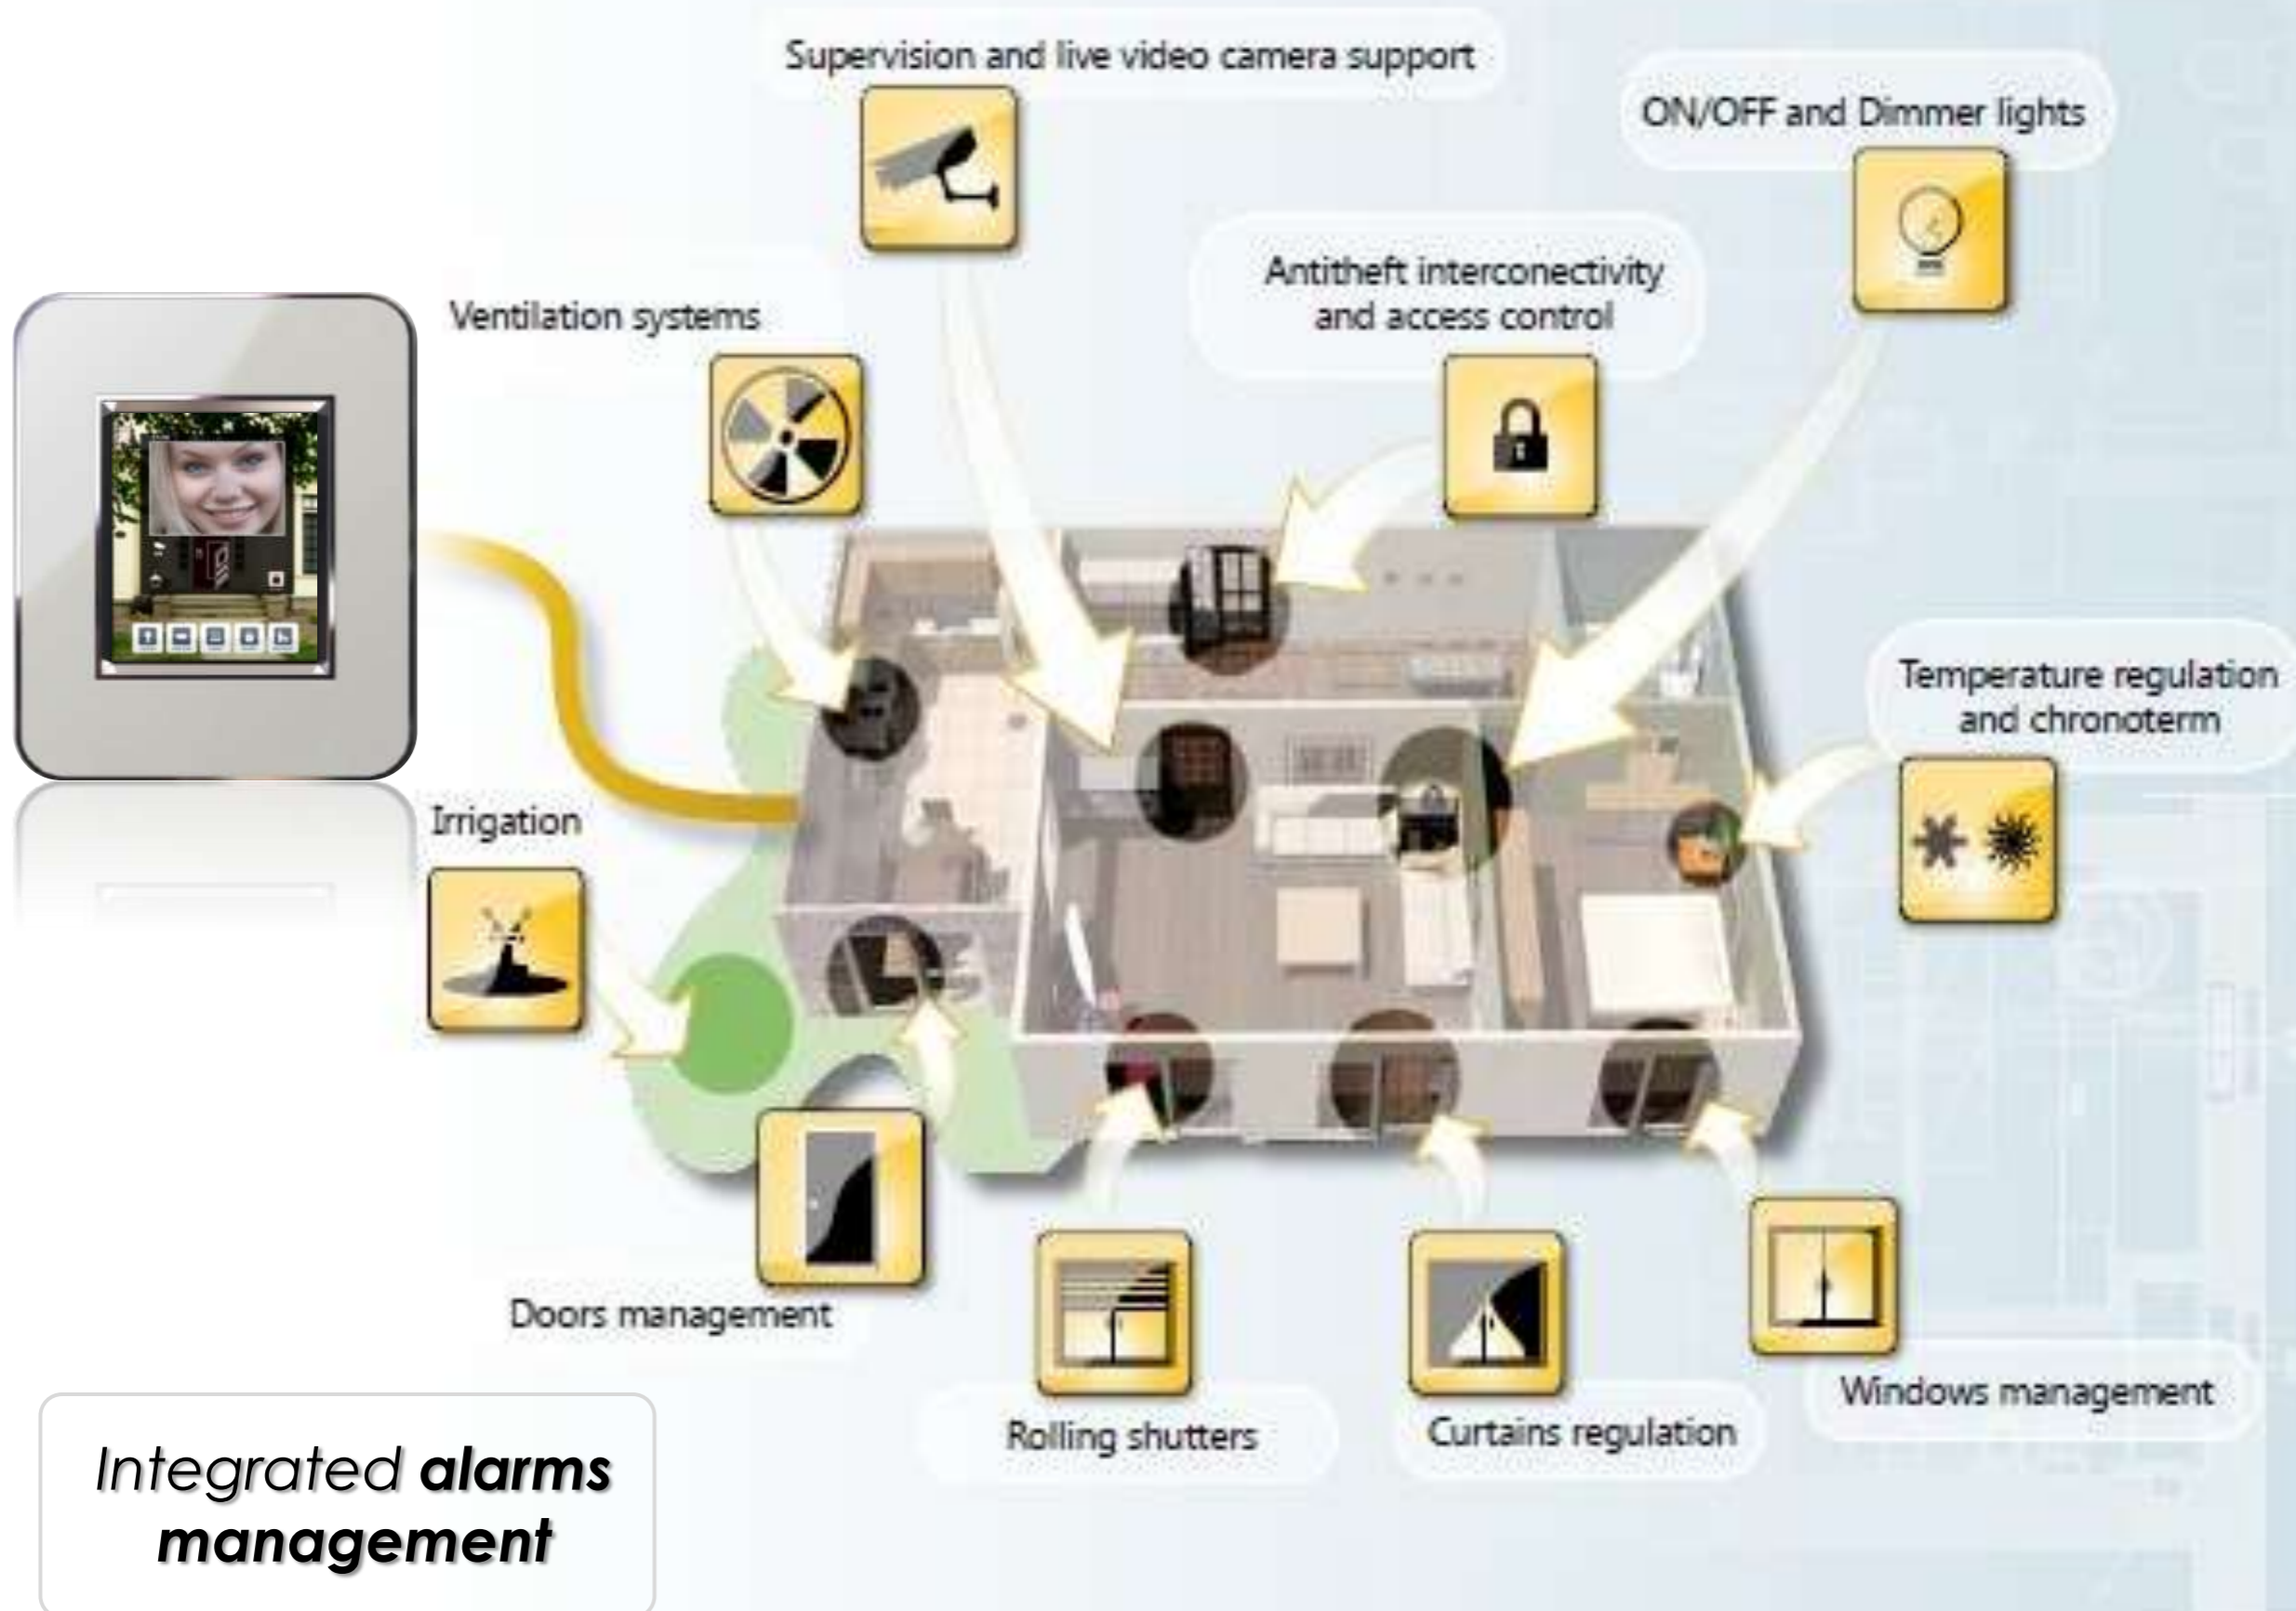 Supervision and live video camera support
ON/OFF and Dimmer lights
Antitheft interconectivity
and access control
Ventilation systems
Temperature regulation
and chronoterm
Irrigation
Doors management
Rolling shutters
Curtains regulation
Windows management
Integrated alarms
management